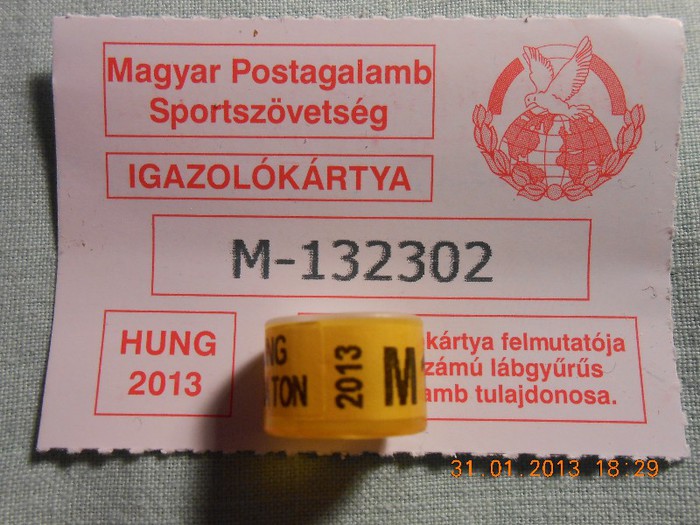 Magyar Postagalamb
Sportszövetség
IGAZOLÓKÁRTYA
M-132302
HUNG
2013
kártya felmutatója
zámú lábgyűrűs
amb tulajdonosa.
NG
TON
2013
M
31.01.2013 18:29